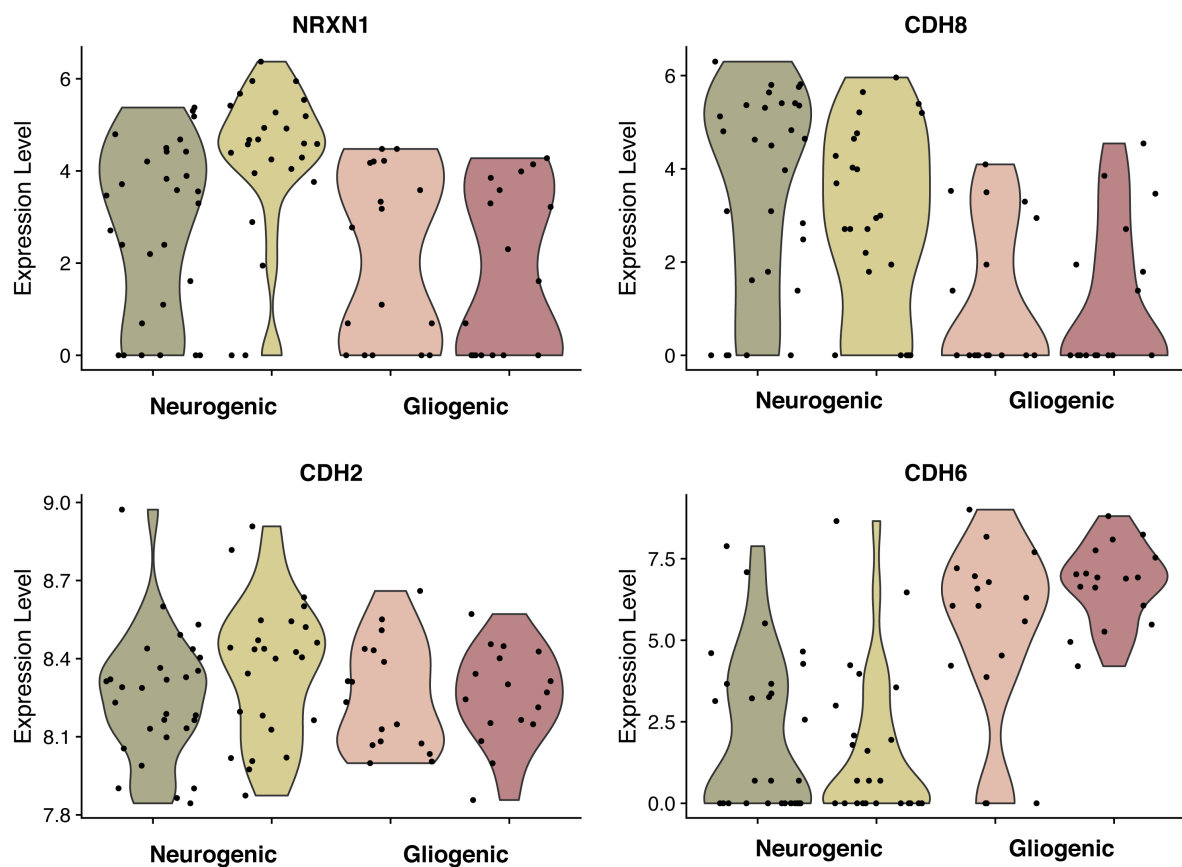 NRXN1
Expression Level
6
4
2
0
Neurogenic Gliogenic
CDH8
Expression Level
6
4
2
0
Neurogenic Gliogenic
CDH2
Expression Level
9.0
8.7
8.4
8.1
7.8
Neurogenic Gliogenic
CDH6
Expression Level
7.5
5.0
2.5
0.0
Neurogenic Gliogenic